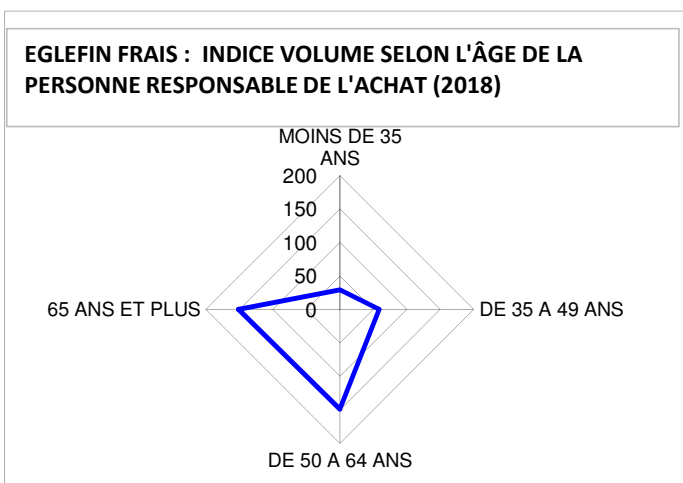 EGLEFIN FRAIS : INDICE VOLUME SELON L'ÂGE DE LA
PERSONNE RESPONSABLE DE L'ACHAT (2018)
MOINS DE 35
ANS
200
150
100
50
0
65 ANS ET PLUS
DE 35 A 49 ANS
DE 50 A 64 ANS